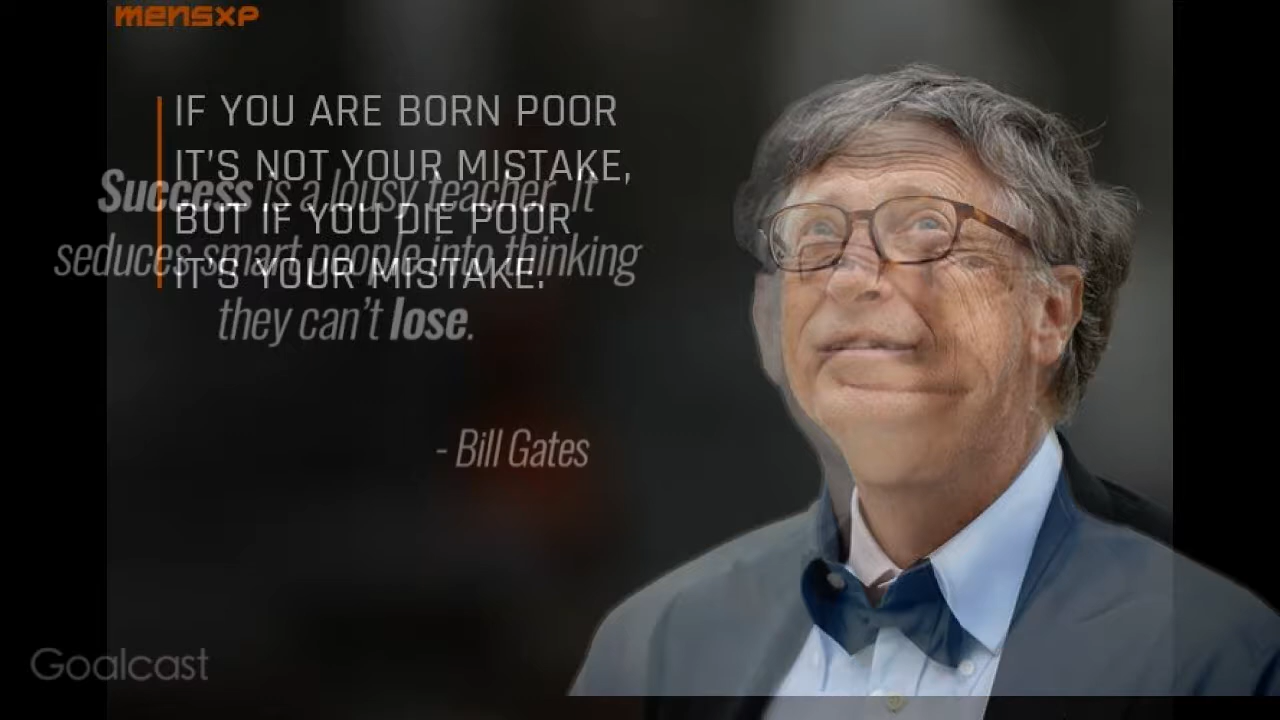 mensxp
IF YOU ARE BORN POOR
IT'S NOT YOUR MISTAKE,
BUT IF YOU DIE POOR
IT'S YOUR MISTAKE.
Success is a lousy teacher. It
seduces smart people into thinking
they can't lose.
- Bill Gates
Goalcast